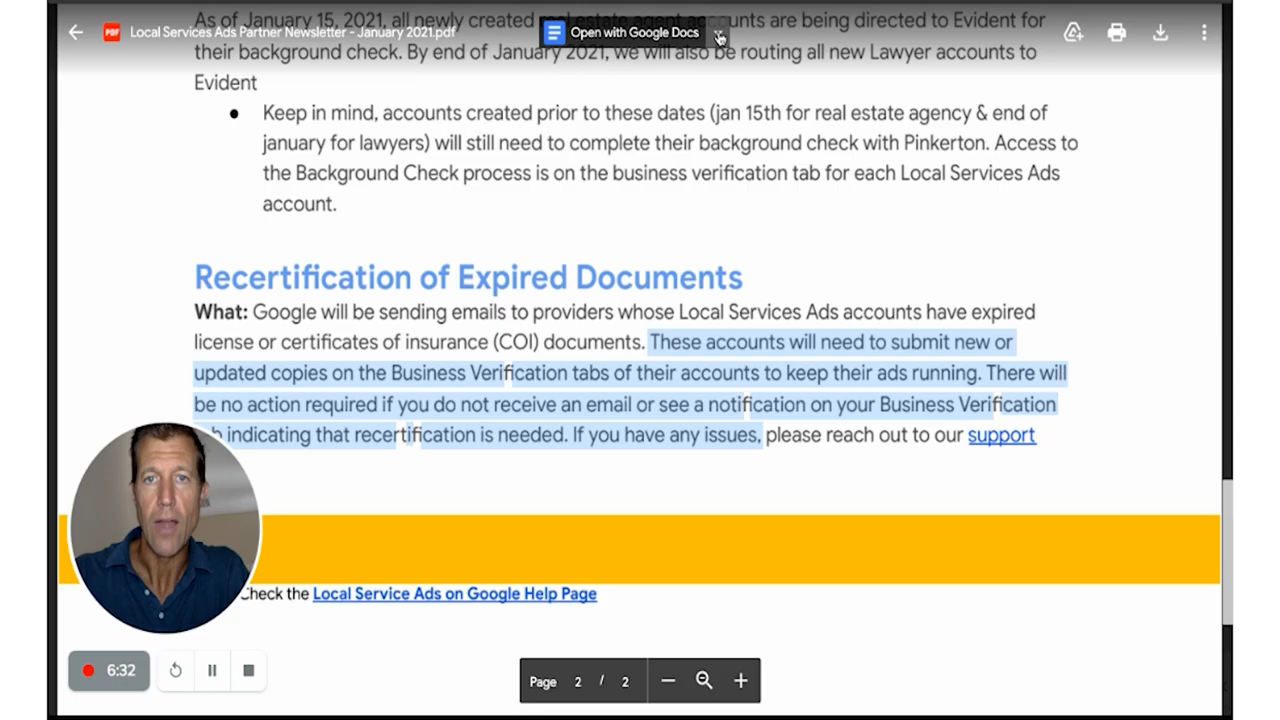 As of January 15, 2021, all newly created real estate agent accounts are being directed to Evident for
PDF Local Services Ads Partner Newsletter - January 2021.pdf
Open with Google Docs
their background check. By end of January 2021, we will also be routing all new Lawyer accounts to
Evident
● Keep in mind, accounts created prior to these dates (jan 15th for real estate agency & end of
january for lawyers) will still need to complete their background check with Pinkerton. Access to
the Background Check process is on the business verification tab for each Local Services Ads
account.
Recertification of Expired Documents
What: Google will be sending emails to providers whose Local Services Ads accounts have expired
license or certificates of insurance (COI) documents. These accounts will need to submit new or
updated copies on the Business Verification tabs of their accounts to keep their ads running. There will
be no action required if you do not receive an email or see a notification on your Business Verification
indicating that recertification is needed. If you have any issues, please reach out to our support
Check the Local Service Ads on Google Help Page
6:32
Page 2 / 2